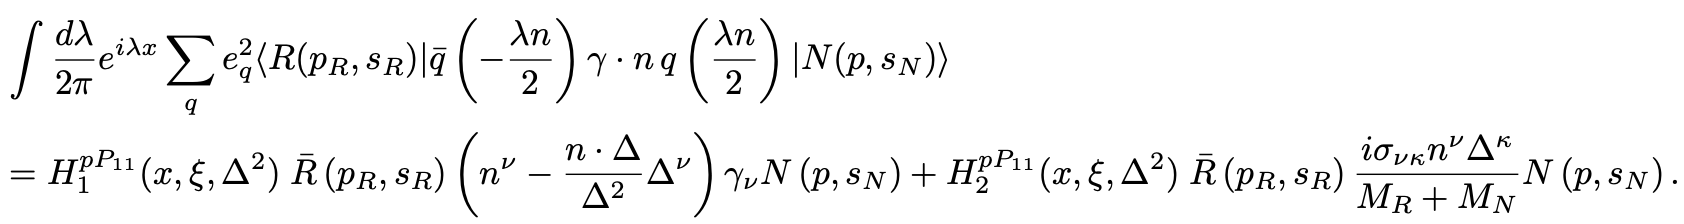 ∫ dλ/2π e^{iλx} ∑_q e_q^2 ⟨R(p_R, s_R)| q̄ (−λn/2) γ · n q (λn/2) |N(p, s_N)⟩
= H_1^{pP_{11}}(x, ξ, Δ^2) R̄ (p_R, s_R) (n^ν − n · Δ/Δ^2 Δ^ν) γ_ν N (p, s_N) + H_2^{pP_{11}}(x, ξ, Δ^2) R̄ (p_R, s_R) iσ_{νκ}n^νΔ^κ/M_R + M_N N (p, s_N) .